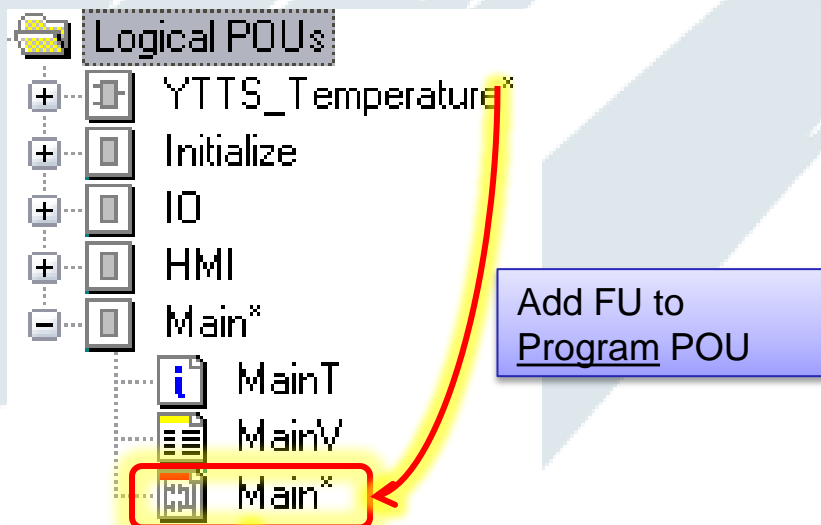 Logical POUs
YTTS_Temperature*
Initialize
IO
HMI
Main*
Add FU to
Program POU
MainT
MainV
Main*